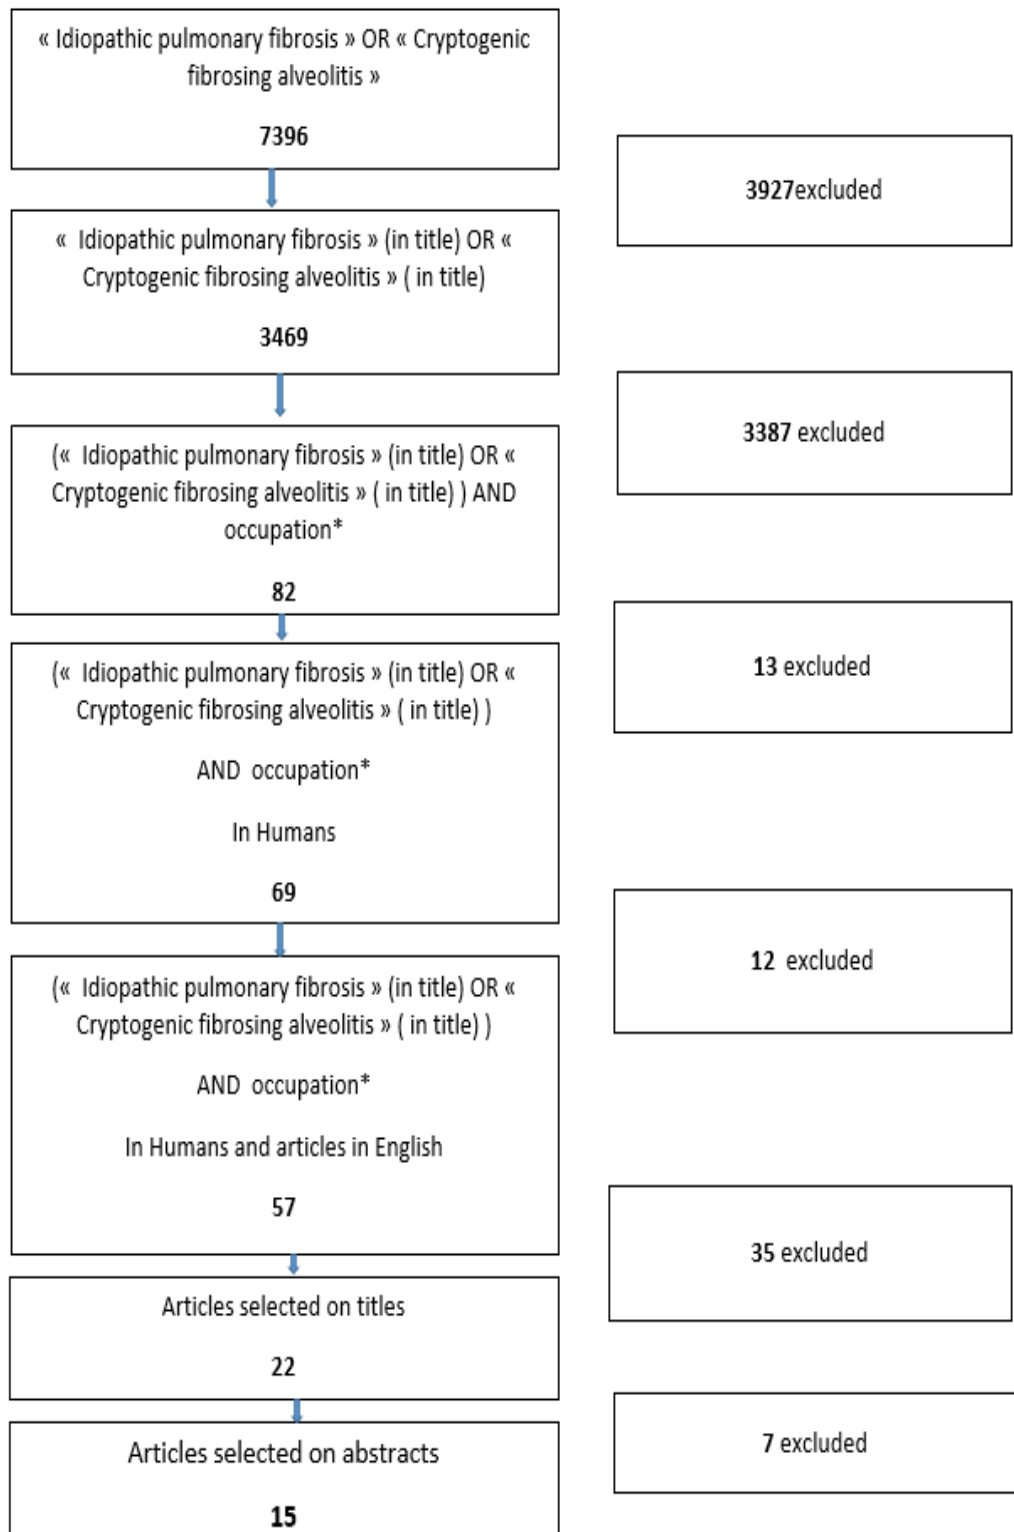 « Idiopathic pulmonary fibrosis » OR « Cryptogenic
fibrosing alveolitis »
7396
3927excluded
« Idiopathic pulmonary fibrosis » (in title) OR «
Cryptogenic fibrosing alveolitis » ( in title)
3469
3387 excluded
(« Idiopathic pulmonary fibrosis » (in title) OR «
Cryptogenic fibrosing alveolitis » ( in title) ) AND
occupation*
82
13 excluded
(« Idiopathic pulmonary fibrosis » (in title) OR «
Cryptogenic fibrosing alveolitis » ( in title) )
AND occupation*
In Humans
69
12 excluded
(« Idiopathic pulmonary fibrosis » (in title) OR «
Cryptogenic fibrosing alveolitis » ( in title) )
AND occupation*
In Humans and articles in English
57
35 excluded
Articles selected on titles
22
7 excluded
Articles selected on abstracts
15